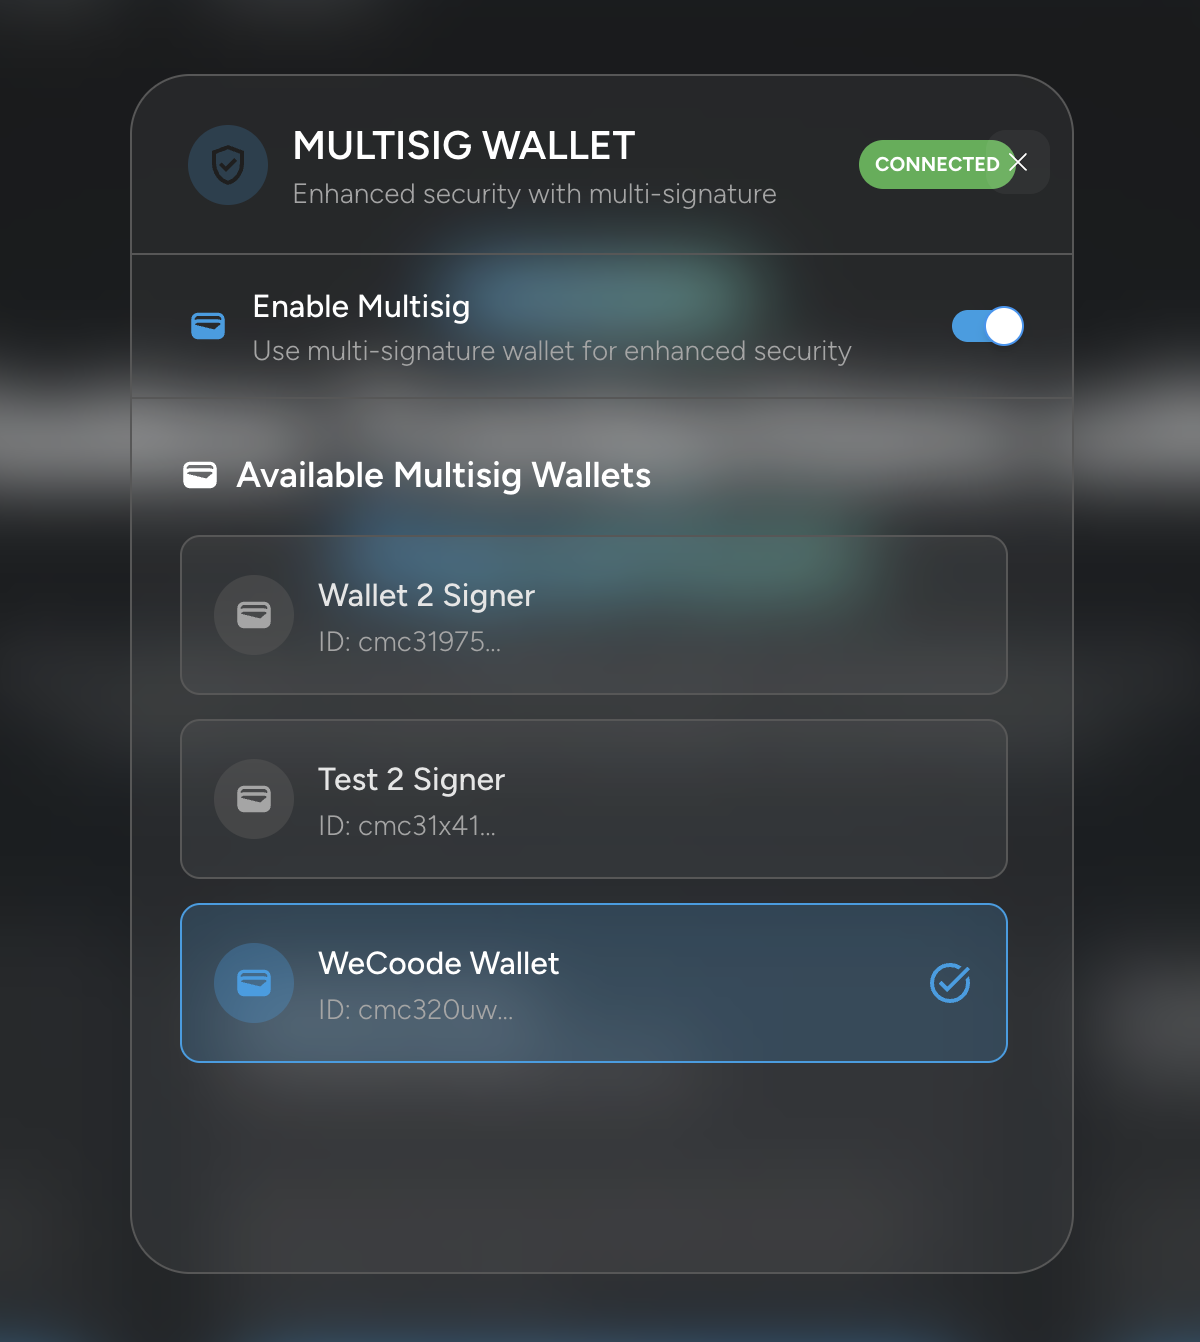 MULTISIG WALLET
Enhanced security with multi-signature
CONNECTED
Enable Multisig
Use multi-signature wallet for enhanced security
Available Multisig Wallets
Wallet 2 Signer
ID: cmc31975...
Test 2 Signer
ID: cmc31x41...
WeCoode Wallet
ID: cmc320uw...